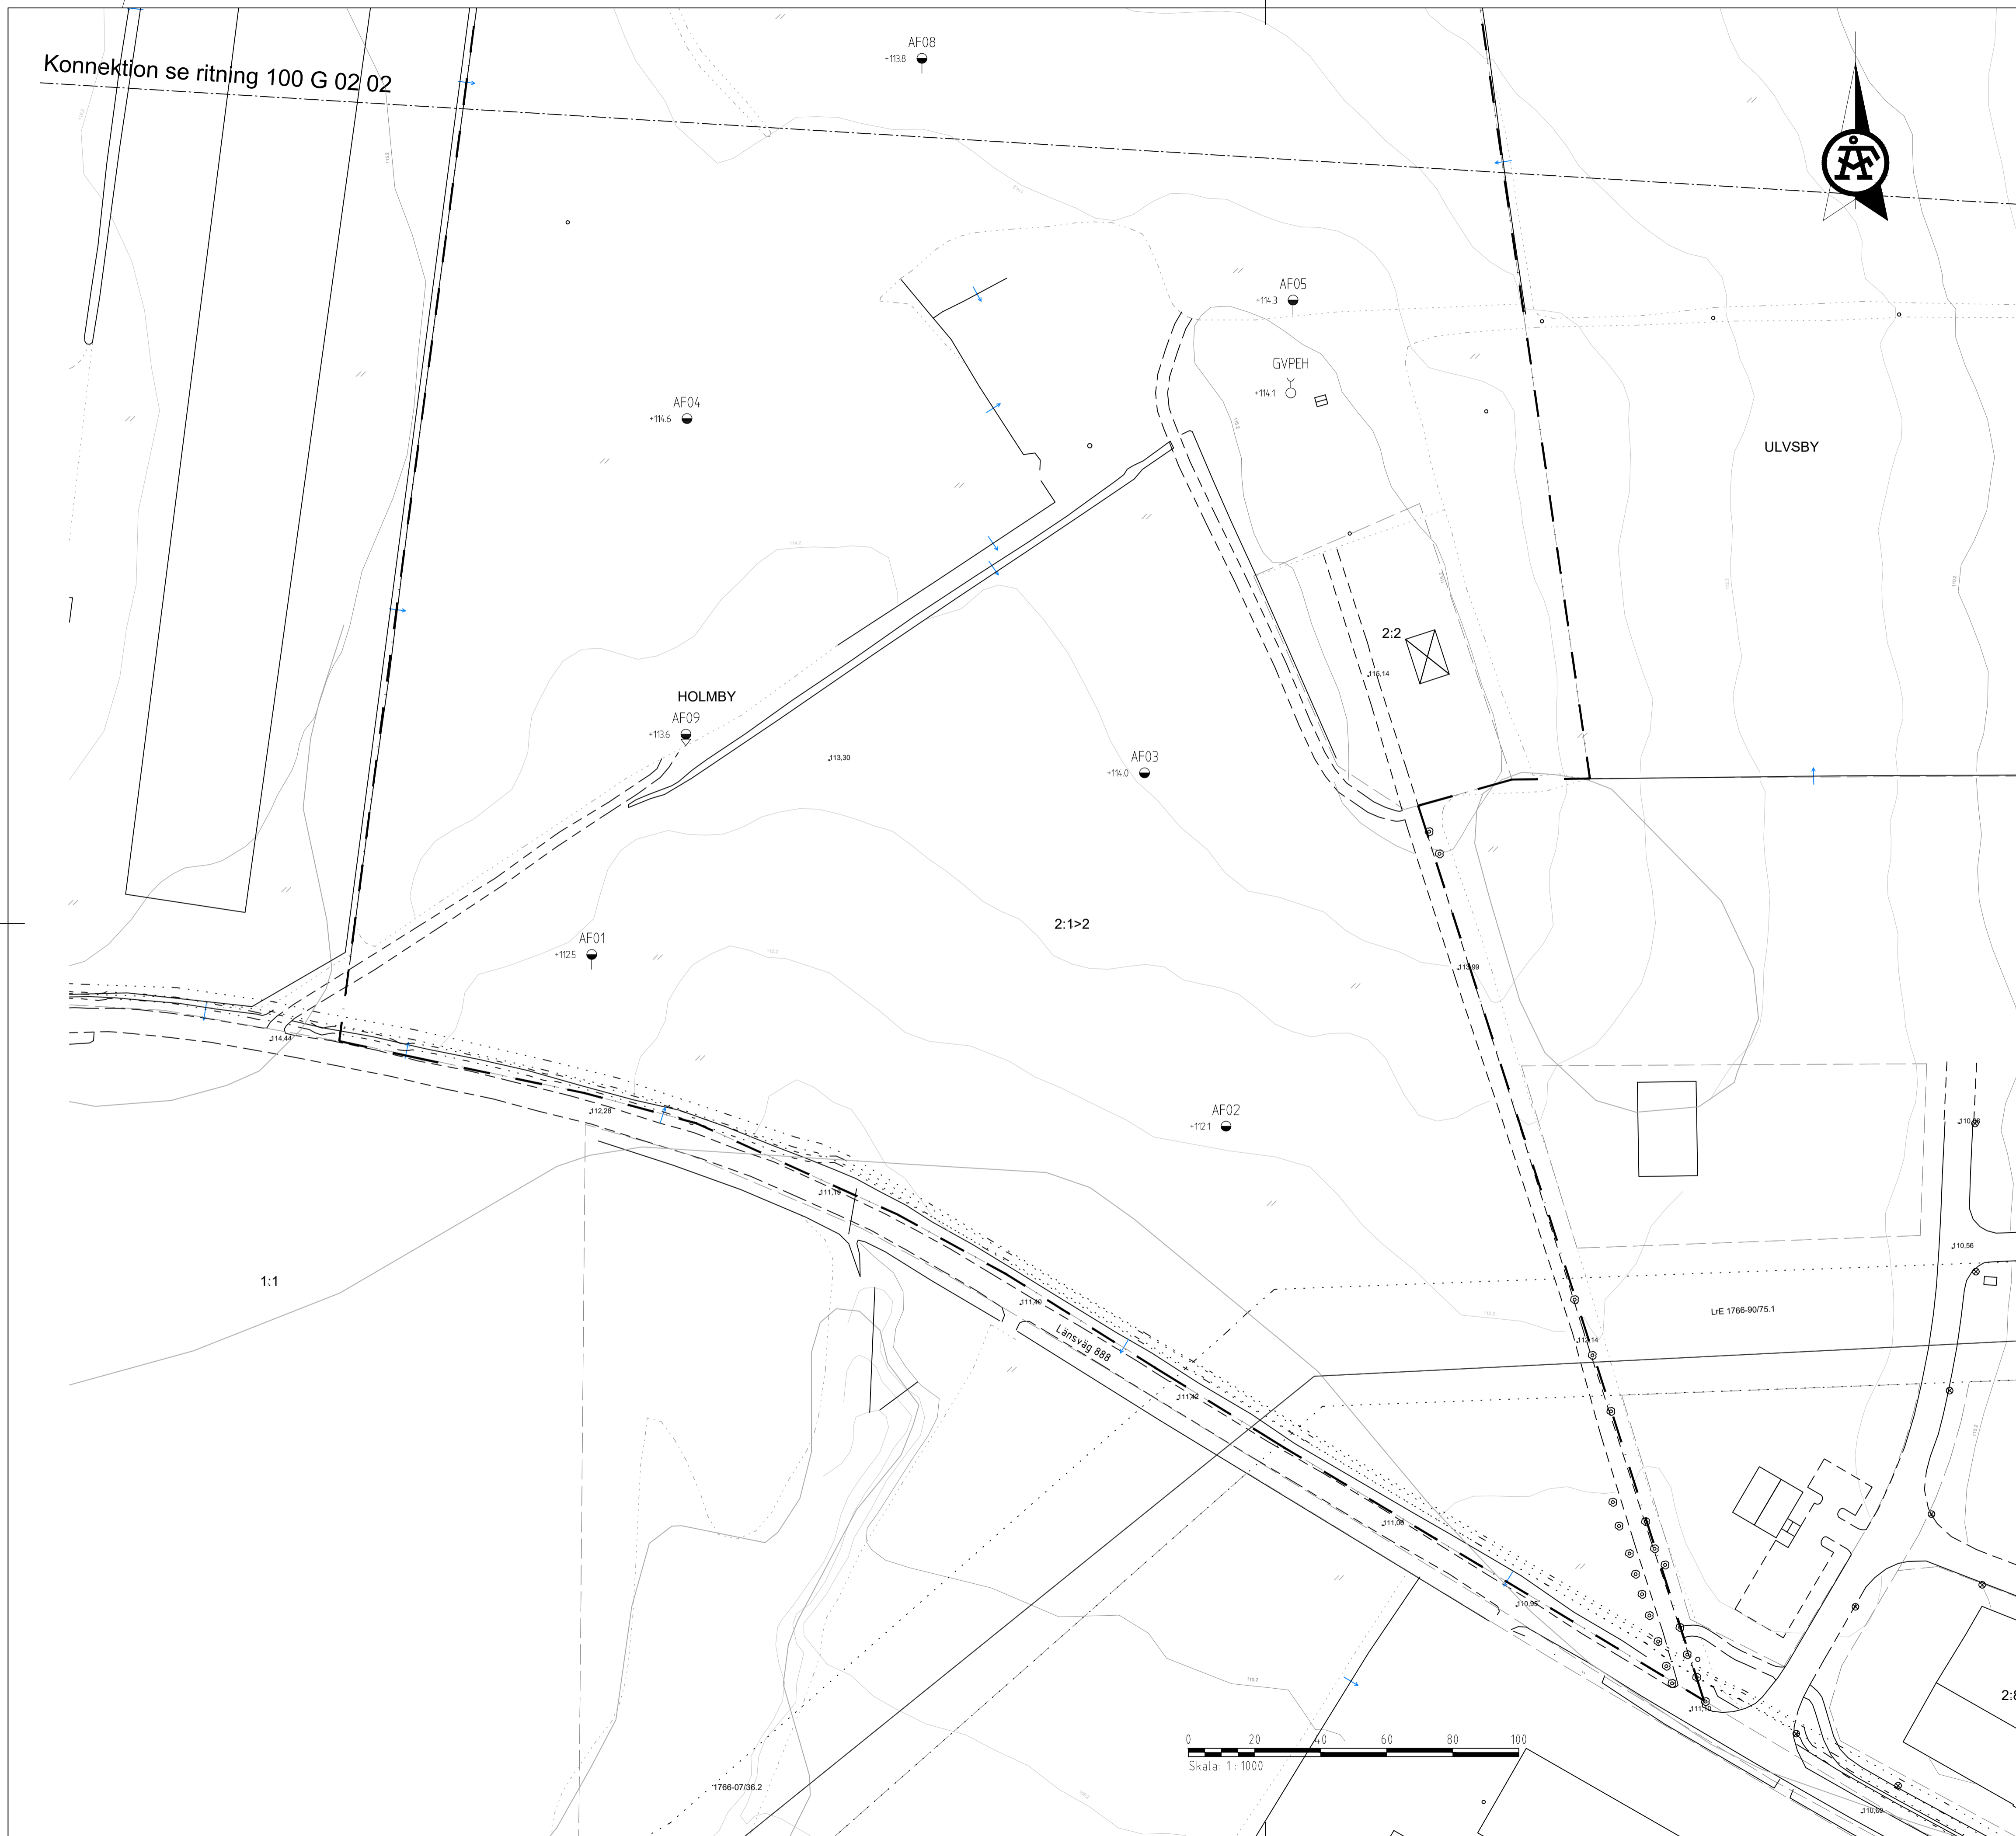 Konnektion se ritning 100 G 02 02
AF08
+113.8
AF05
+114.3
GVPEH
+114.1
AF04
+114.6
ULVSBY
2:2
115,14
HOLMBY
AF09
+113.6
113,30
AF03
+114.0
2:1>2
AF01
+112.5
113,99
114,44
112,28
AF02
+112.1
111,19
110,56
1:1
111,40
LrE 1766-90/75.1
Länsväg 888
112,14
111,42
111,06
110,95
111,10
0 20 40 60 80 100
Skala: 1 : 1000
1766-07/36.2
110,60